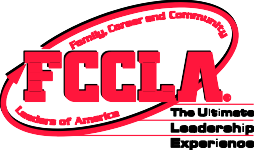 Family, Career and Community
FCCLA.
Leaders of America
The Ultimate
Leadership
Experience